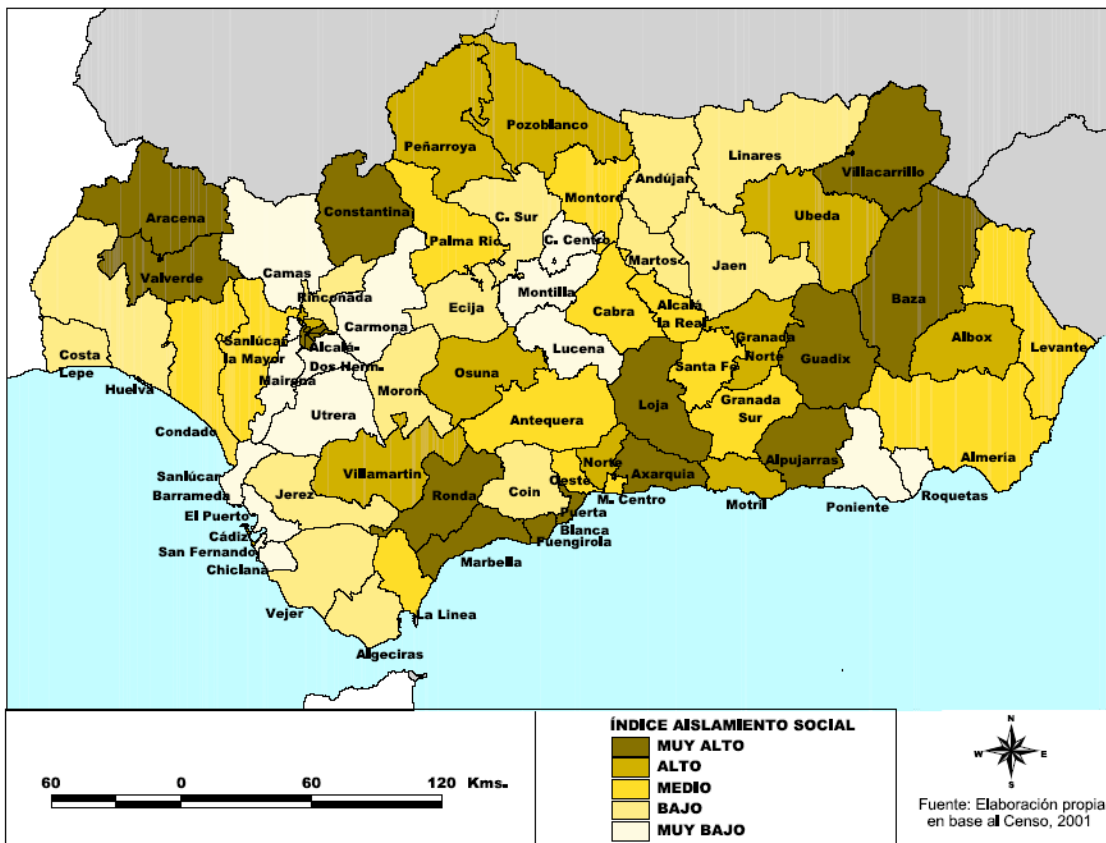 Pozoblanco
Peñarroya
Linares
Andújar
Villacarrillo
Montoro
Constantina
Aracena
C. Sur
Ubeda
Palma Rio
C. Centro
Martos
Jaen
Valverde
Camas
Montilla
Rinconada
Ecija
Baza
Cabra
Alcalá
la Real
Carmona
Sanlúcar
la Mayor
Alcalá
Granada
Norte
Albox
Levante
Costa
Lepe
Lucena
Guadix
Dos Herm.
Santa Fé
Osuna
Mairena
Huelva
Moron
Granada
Sur
Loja
Utrera
Antequera
Condado
Almería
Alpujarras
Norte
Villamartin
Sanlúcar
Barrameda
Axarquia
Oeste
Roquetas
Jerez
Ronda
Coin
M. Centro
Motril
Poniente
El Puerto
Puerta
Blanca
Cádiz
Fuengirola
San Fernando
Marbella
Chiclana
Vejer
La Linea
Algeciras
ÍNDICE AISLAMIENTO SOCIAL
MUY ALTO
ALTO
MEDIO
BAJO
MUY BAJO
60 0 60 120 Kms.
N
W E
S
Fuente: Elaboración propia
en base al Censo, 2001